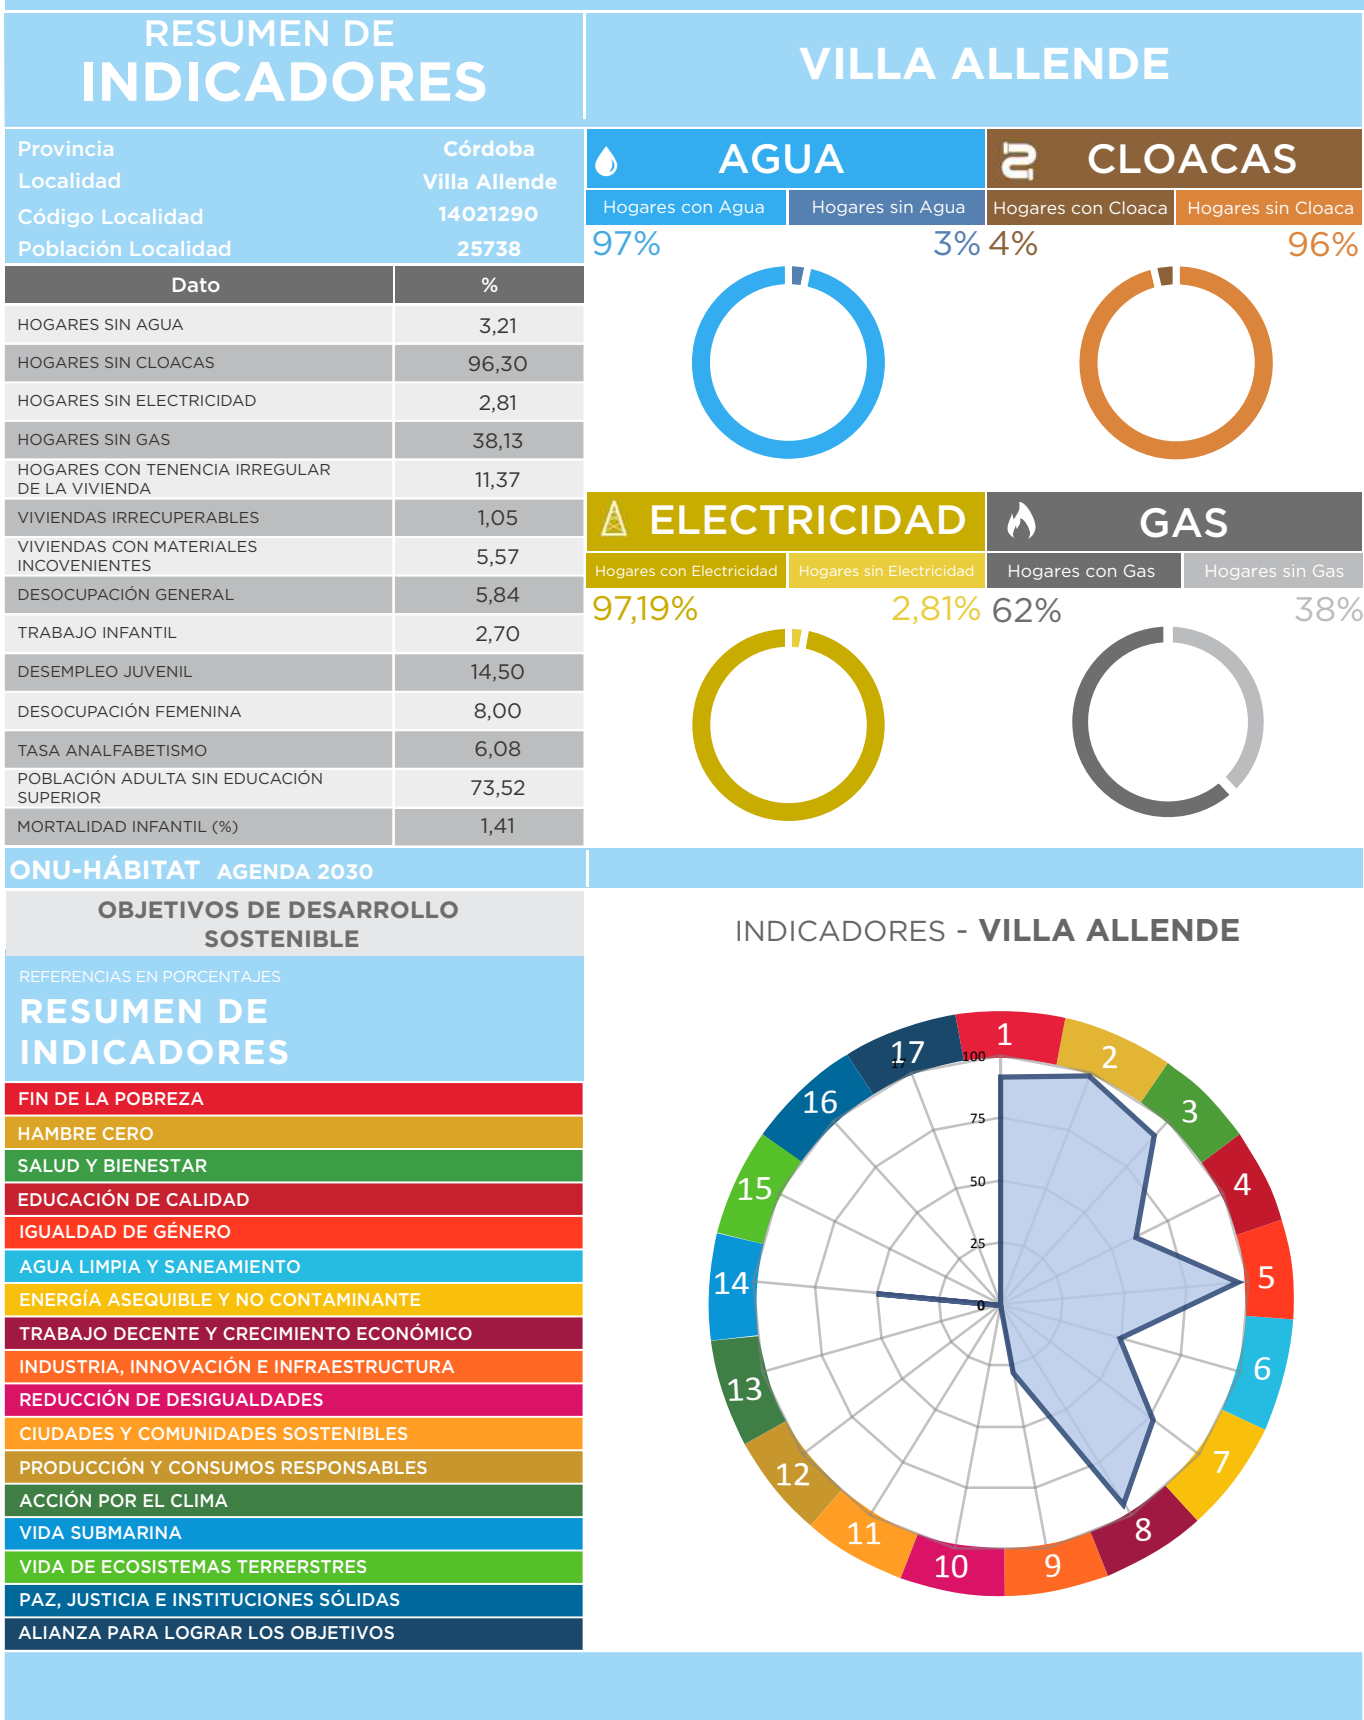 RESUMEN DE
INDICADORES
VILLA ALLENDE
Provincia Córdoba
Localidad Villa Allende
Código Localidad 14021290
Población Localidad 25738
Dato %
HOGARES SIN AGUA 3,21
HOGARES SIN CLOACAS 96,30
HOGARES SIN ELECTRICIDAD 2,81
HOGARES SIN GAS 38,13
HOGARES CON TENENCIA IRREGULAR
DE LA VIVIENDA 11,37
VIVIENDAS IRRECUPERABLES 1,05
VIVIENDAS CON MATERIALES
INCOVENIENTES 5,57
DESOCUPACIÓN GENERAL 5,84
TRABAJO INFANTIL 2,70
DESEMPLEO JUVENIL 14,50
DESOCUPACIÓN FEMENINA 8,00
TASA ANALFABETISMO 6,08
POBLACIÓN ADULTA SIN EDUCACIÓN
SUPERIOR 73,52
MORTALIDAD INFANTIL (%) 1,41
AGUA
Hogares con Agua Hogares sin Agua
97% 3%
CLOACAS
Hogares con Cloaca Hogares sin Cloaca
4% 96%
ELECTRICIDAD
Hogares con Electricidad Hogares sin Electricidad
97,19% 2,81%
GAS
Hogares con Gas Hogares sin Gas
62% 38%
ONU-HÁBITAT AGENDA 2030
OBJETIVOS DE DESARROLLO
SOSTENIBLE
REFERENCIAS EN PORCENTAJES
RESUMEN DE
INDICADORES
FIN DE LA POBREZA
HAMBRE CERO
SALUD Y BIENESTAR
EDUCACIÓN DE CALIDAD
IGUALDAD DE GÉNERO
AGUA LIMPIA Y SANEAMIENTO
ENERGÍA ASEQUIBLE Y NO CONTAMINANTE
TRABAJO DECENTE Y CRECIMIENTO ECONÓMICO
INDUSTRIA, INNOVACIÓN E INFRAESTRUCTURA
REDUCCIÓN DE DESIGUALDADES
CIUDADES Y COMUNIDADES SOSTENIBLES
PRODUCCIÓN Y CONSUMOS RESPONSABLES
ACCIÓN POR EL CLIMA
VIDA SUBMARINA
VIDA DE ECOSISTEMAS TERRERSTRES
PAZ, JUSTICIA E INSTITUCIONES SÓLIDAS
ALIANZA PARA LOGRAR LOS OBJETIVOS
INDICADORES - VILLA ALLENDE
1
2
3
4
5
6
7
8
9
10
11
12
13
14
15
16
17
17
100
75
50
25
0